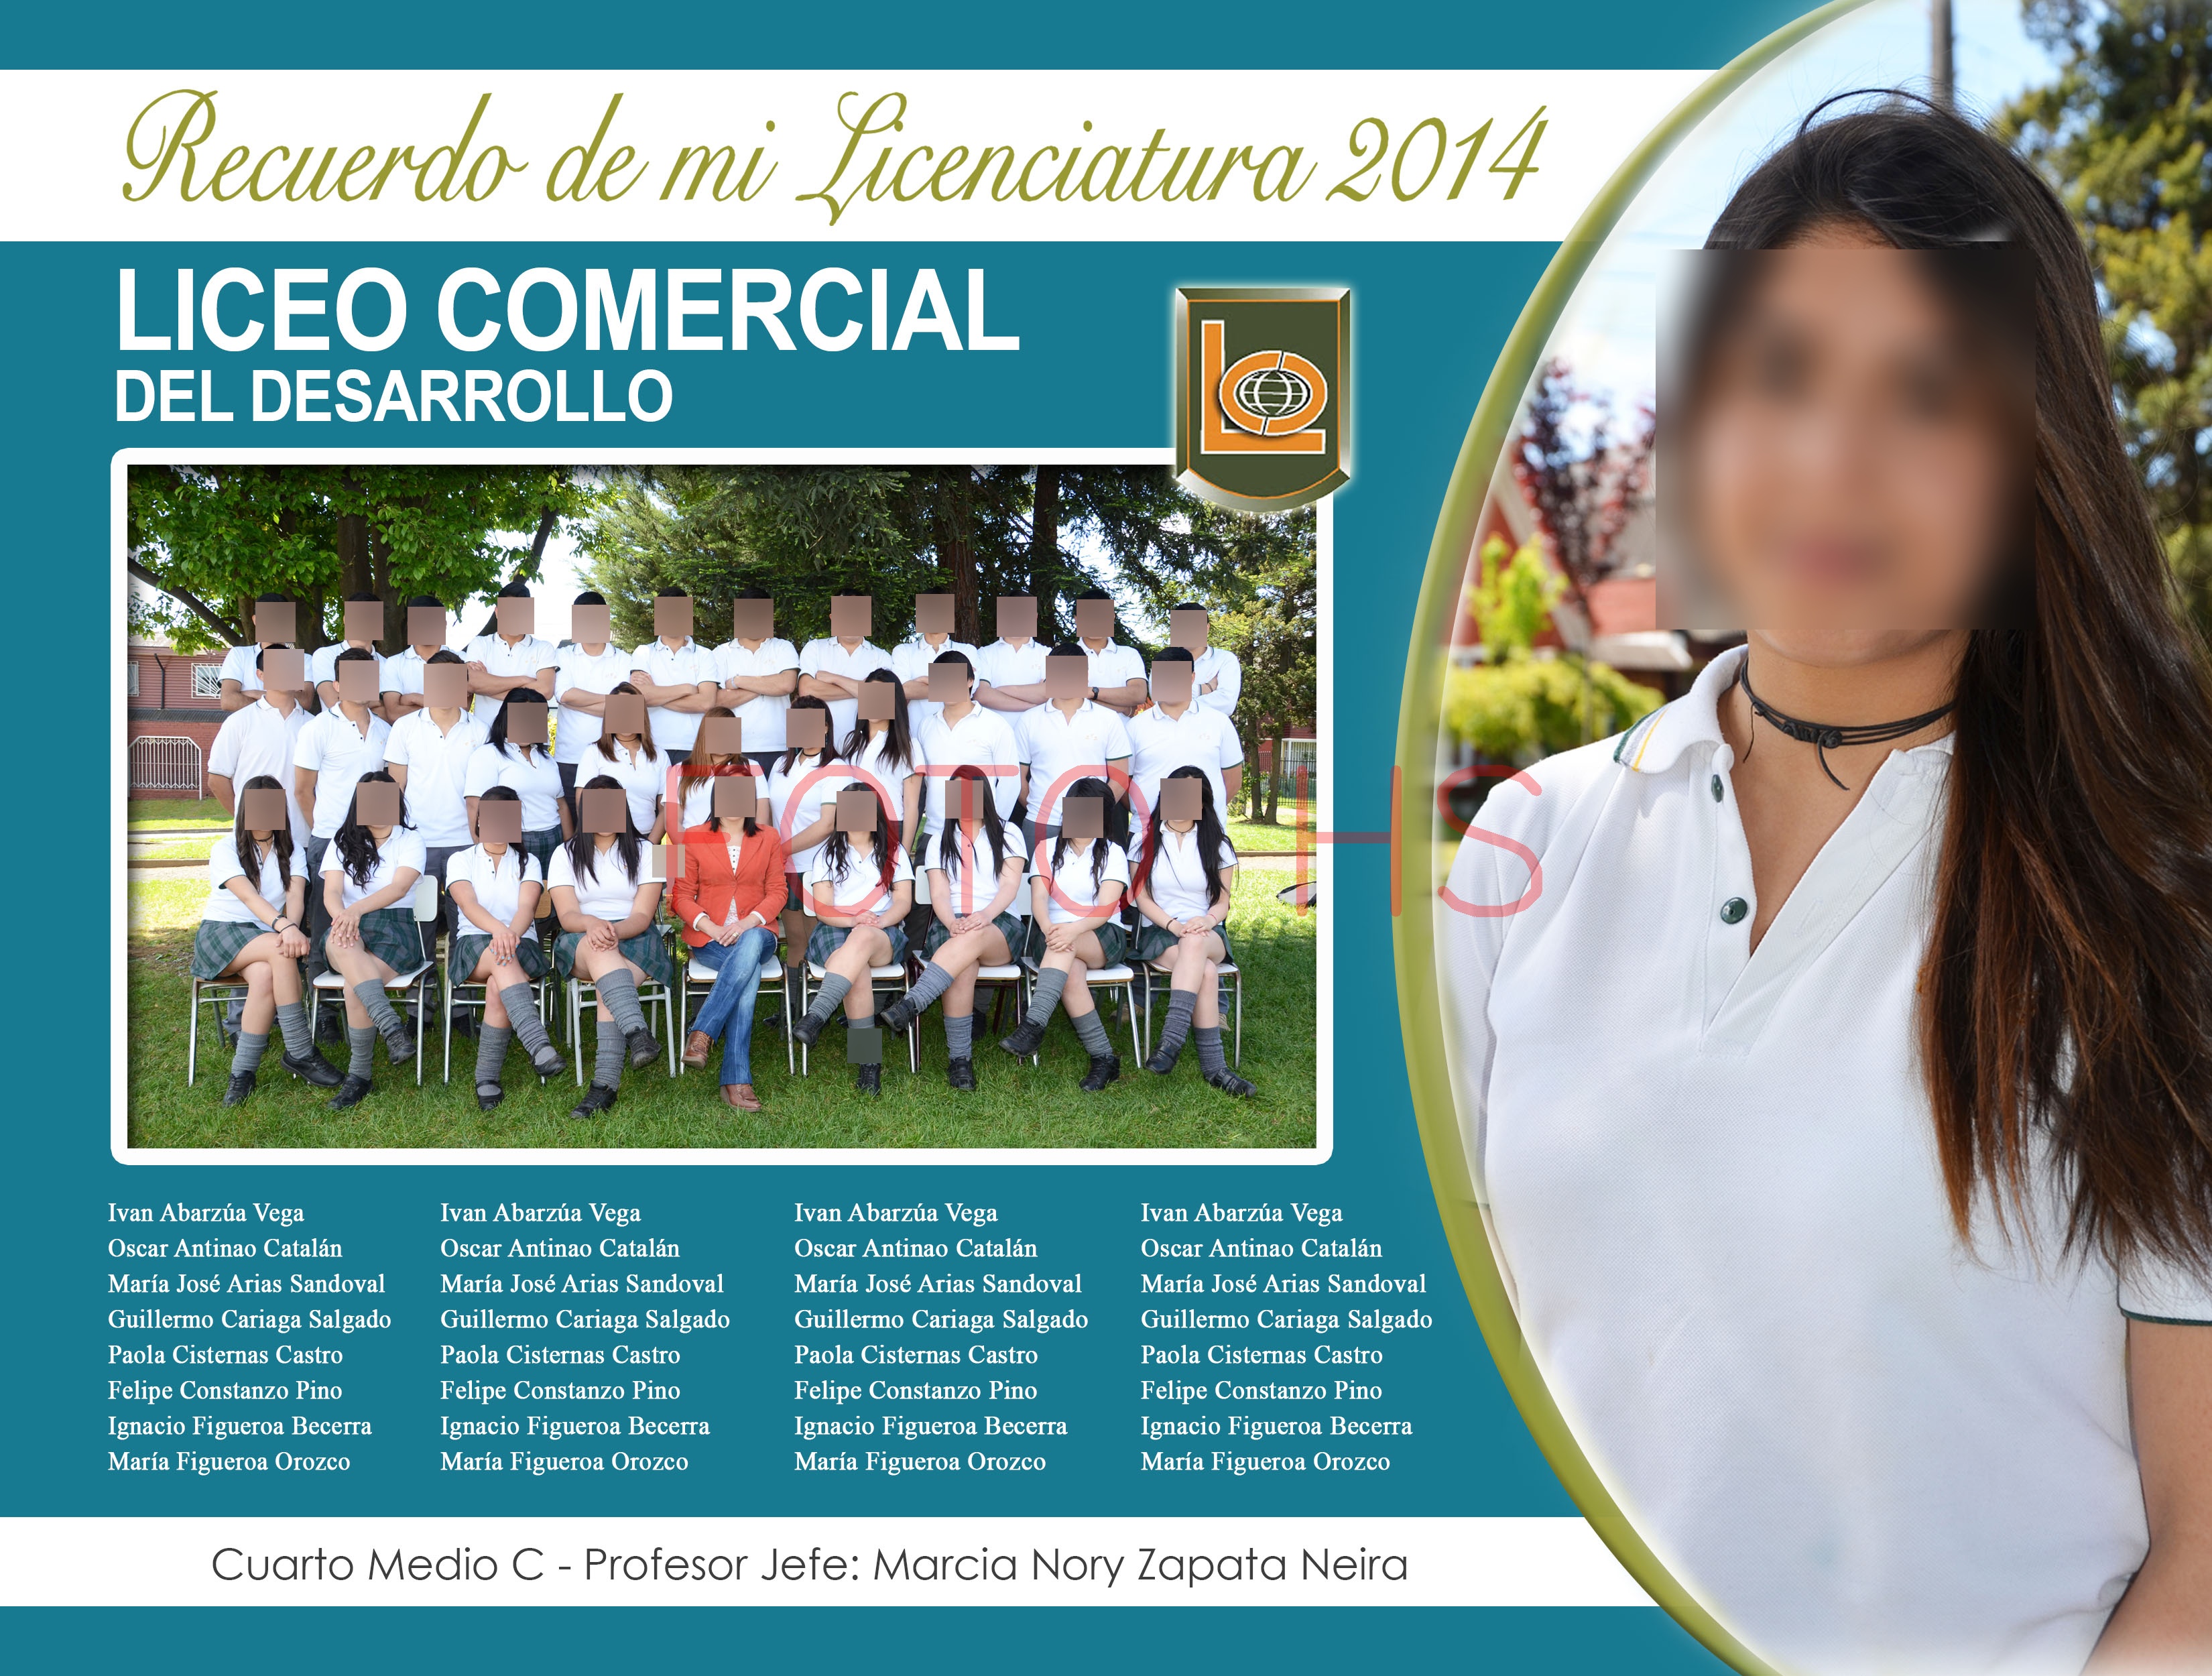 Recuerdo de mi Licenciatura 2014
LICEO COMERCIAL
DEL DESARROLLO
FOTO HS
Ivan Abarzúa Vega
Oscar Antinao Catalán
María José Arias Sandoval
Guillermo Cariaga Salgado
Paola Cisternas Castro
Felipe Constanzo Pino
Ignacio Figueroa Becerra
María Figueroa Orozco
Ivan Abarzúa Vega
Oscar Antinao Catalán
María José Arias Sandoval
Guillermo Cariaga Salgado
Paola Cisternas Castro
Felipe Constanzo Pino
Ignacio Figueroa Becerra
María Figueroa Orozco
Ivan Abarzúa Vega
Oscar Antinao Catalán
María José Arias Sandoval
Guillermo Cariaga Salgado
Paola Cisternas Castro
Felipe Constanzo Pino
Ignacio Figueroa Becerra
María Figueroa Orozco
Ivan Abarzúa Vega
Oscar Antinao Catalán
María José Arias Sandoval
Guillermo Cariaga Salgado
Paola Cisternas Castro
Felipe Constanzo Pino
Ignacio Figueroa Becerra
María Figueroa Orozco
Cuarto Medio C - Profesor Jefe: Marcia Nory Zapata Neira